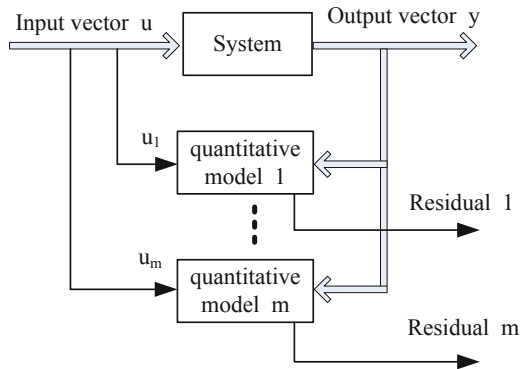 Input vector u
Output vector y
System
u1
quantitative
model 1
Residual 1
um
quantitative
model m
Residual m